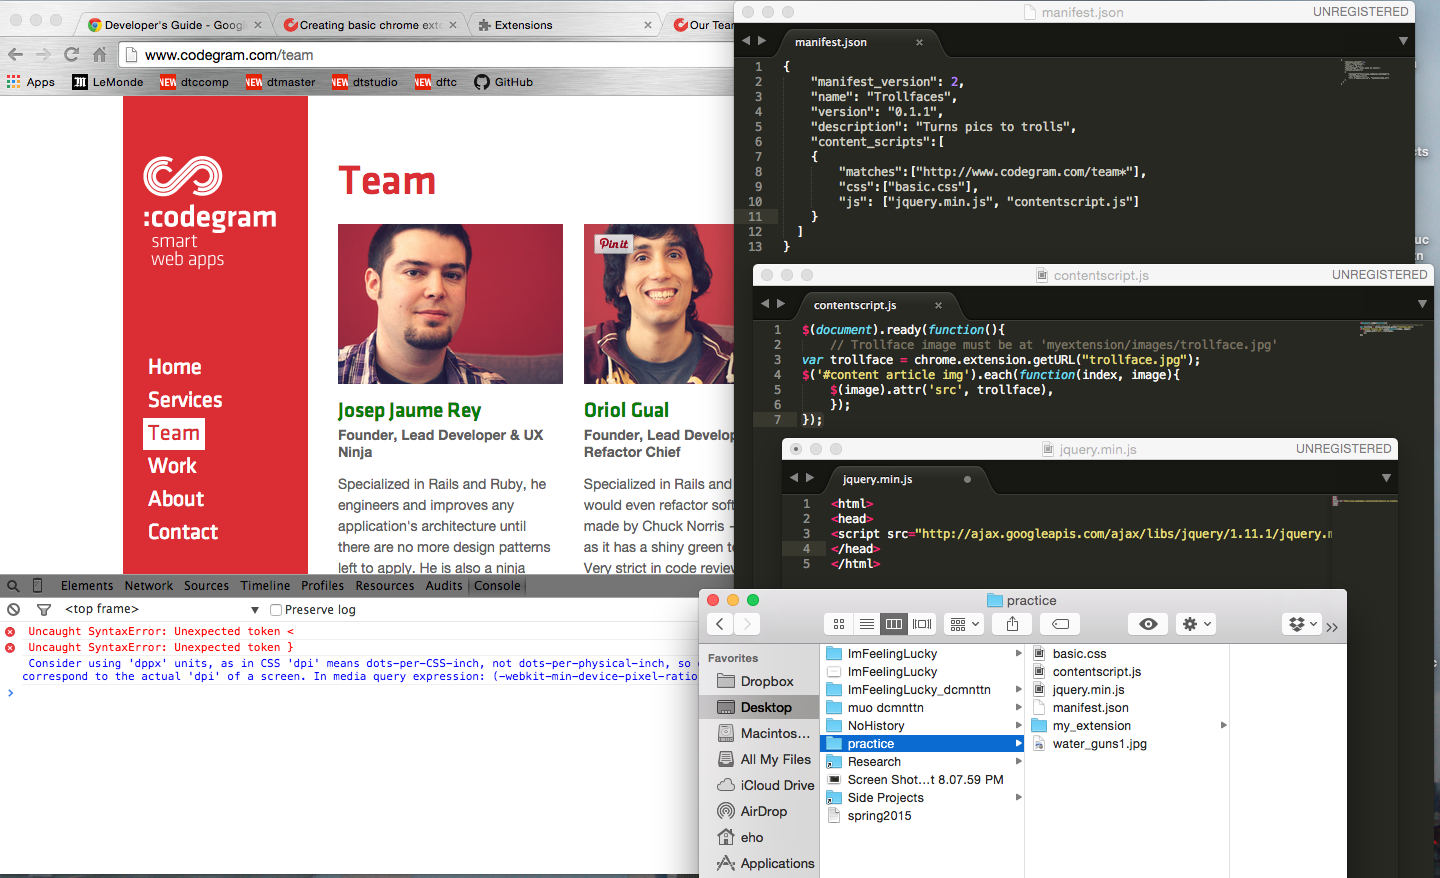 Developer's Guide - Goog
Creating basic chrome exte
Extensions
Our Team
www.codegram.com/team
Apps
LeMonde
NEW dtccomp
NEW dtmaster
NEW dtstudio
NEW dftc
GitHub
:codegram
smart
web apps
Home
Services
Team
Work
About
Contact
Team
Pin it
Josep Jaume Rey
Founder, Lead Developer & UX
Ninja
Specialized in Rails and Ruby, he
engineers and improves any
application's architecture until
there are no more design patterns
left to apply. He is also a ninja
Oriol Gual
Founder, Lead Develop
Refactor Chief
Specialized in Rails and
would even refactor soft
made by Chuck Norris -
as it has a shiny green t
Very strict in code review
Elements Network Sources Timeline Profiles Resources Audits Console
<top frame>
Preserve log
Uncaught SyntaxError: Unexpected token <
Uncaught SyntaxError: Unexpected token }
Consider using 'dppx' units, as in CSS 'dpi' means dots-per-CSS-inch, not dots-per-physical-inch, so
correspond to the actual 'dpi' of a screen. In media query expression: (-webkit-min-device-pixel-ratio
manifest.json
UNREGISTERED
manifest.json
1 {
2 "manifest_version": 2,
3 "name": "Trollfaces",
4 "version": "0.1.1",
5 "description": "Turns pics to trolls",
6 "content_scripts":[
7 {
8 "matches":["http://www.codegram.com/team*"],
9 "css":["basic.css"],
10 "js": ["jquery.min.js", "contentscript.js"]
11 }
12 ]
13 }
contentscript.js
UNREGISTERED
contentscript.js
1 $(document).ready(function(){
2 // Trollface image must be at 'myextension/images/trollface.jpg'
3 var trollface = chrome.extension.getURL("trollface.jpg");
4 $('#content article img').each(function(index, image){
5 $(image).attr('src', trollface),
6 });
7 });
jquery.min.js
UNREGISTERED
jquery.min.js
1 <html>
2 <head>
3 <script src="http://ajax.googleapis.com/ajax/libs/jquery/1.11.1/jquery.m
4 </head>
5 </html>
practice
Favorites
Dropbox
Desktop
Macintos...
All My Files
iCloud Drive
AirDrop
eho
Applications
ImFeelingLucky
ImFeelingLucky
ImFeelingLucky_dcmnttn
muo dcmnttn
NoHistory
practice
Research
Screen Shot...t 8.07.59 PM
Side Projects
spring2015
basic.css
contentscript.js
jquery.min.js
manifest.json
my_extension
water_guns1.jpg
cts
uc